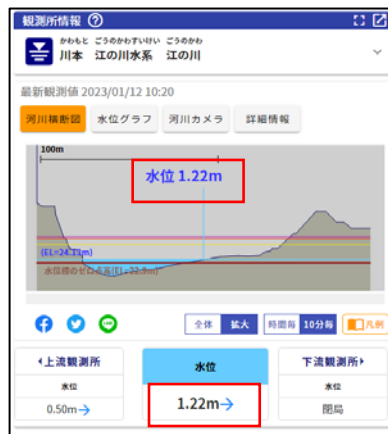 観測所情報 ?
かわもと ごうのかわすいけい ごうのかわ
川本 江の川水系 江の川
最新観測値 2023/01/12 10:20
河川横断図 水位グラフ 河川カメラ 詳細情報
100m
水位 1.22m
(EL=24.11m)
水位標のゼロ点高(EL=22.9m)
全体 拡大 時間毎 10分毎 凡例
上流観測所 水位 下流観測所
水位 水位
0.50m→ 1.22m→ 閉局